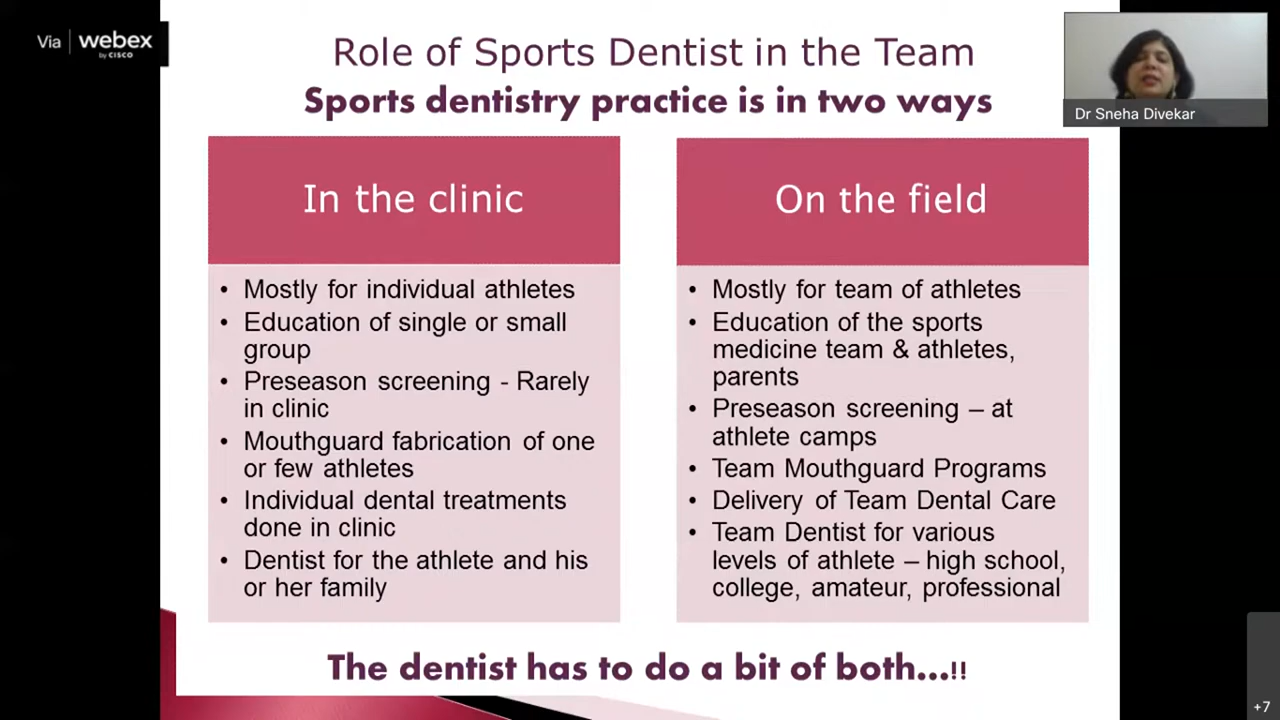 Via | webex
by CISCO
Role of Sports Dentist in the Team
Sports dentistry practice is in two ways
Dr Sneha Divekar
In the clinic
• Mostly for individual athletes
• Education of single or small
group
• Preseason screening - Rarely
in clinic
• Mouthguard fabrication of one
or few athletes
• Individual dental treatments
done in clinic
• Dentist for the athlete and his
or her family
On the field
• Mostly for team of athletes
• Education of the sports
medicine team & athletes,
parents
• Preseason screening – at
athlete camps
• Team Mouthguard Programs
• Delivery of Team Dental Care
• Team Dentist for various
levels of athlete – high school,
college, amateur, professional
The dentist has to do a bit of both...!!
+7